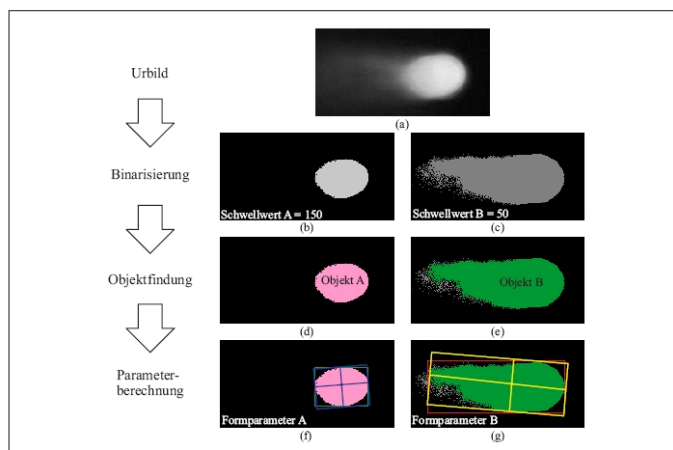 Urbild
(a)
Binarisierung
Schwellwert A = 150
Schwellwert B = 50
(b)
(c)
Objektfindung
Objekt A
Objekt B
(d)
(e)
Parameter-
berechnung
Formparameter A
Formparameter B
(f)
(g)